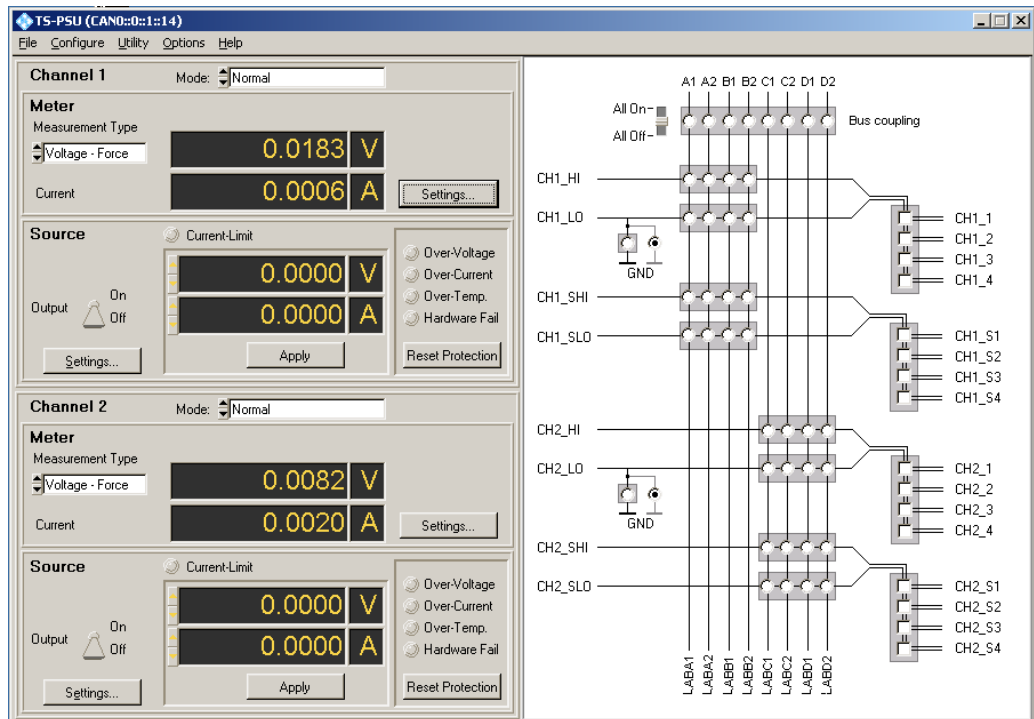 TS-PSU (CAN0::0::1::14)
File Configure Utility Options Help
Channel 1 Mode: Normal
Meter
Measurement Type
Voltage - Force 0.0183 V
Current 0.0006 A Settings...
Source Current-Limit
0.0000 V
0.0000 A
Output On Off
Over-Voltage
Over-Current
Over-Temp.
Hardware Fail
Settings... Apply Reset Protection
Channel 2 Mode: Normal
Meter
Measurement Type
Voltage - Force 0.0082 V
Current 0.0020 A Settings...
Source Current-Limit
0.0000 V
0.0000 A
Output On Off
Over-Voltage
Over-Current
Over-Temp.
Hardware Fail
Settings... Apply Reset Protection
A1 A2 B1 B2 C1 C2 D1 D2
All On
All Off
Bus coupling
CH1_HI
CH1_LO
GND
CH1_1
CH1_2
CH1_3
CH1_4
CH1_SHI
CH1_SLO
CH1_S1
CH1_S2
CH1_S3
CH1_S4
CH2_HI
CH2_LO
GND
CH2_1
CH2_2
CH2_3
CH2_4
CH2_SHI
CH2_SLO
CH2_S1
CH2_S2
CH2_S3
CH2_S4
LABA1 LABA2 LABB1 LABB2 LABC1 LABC2 LABD1 LABD2